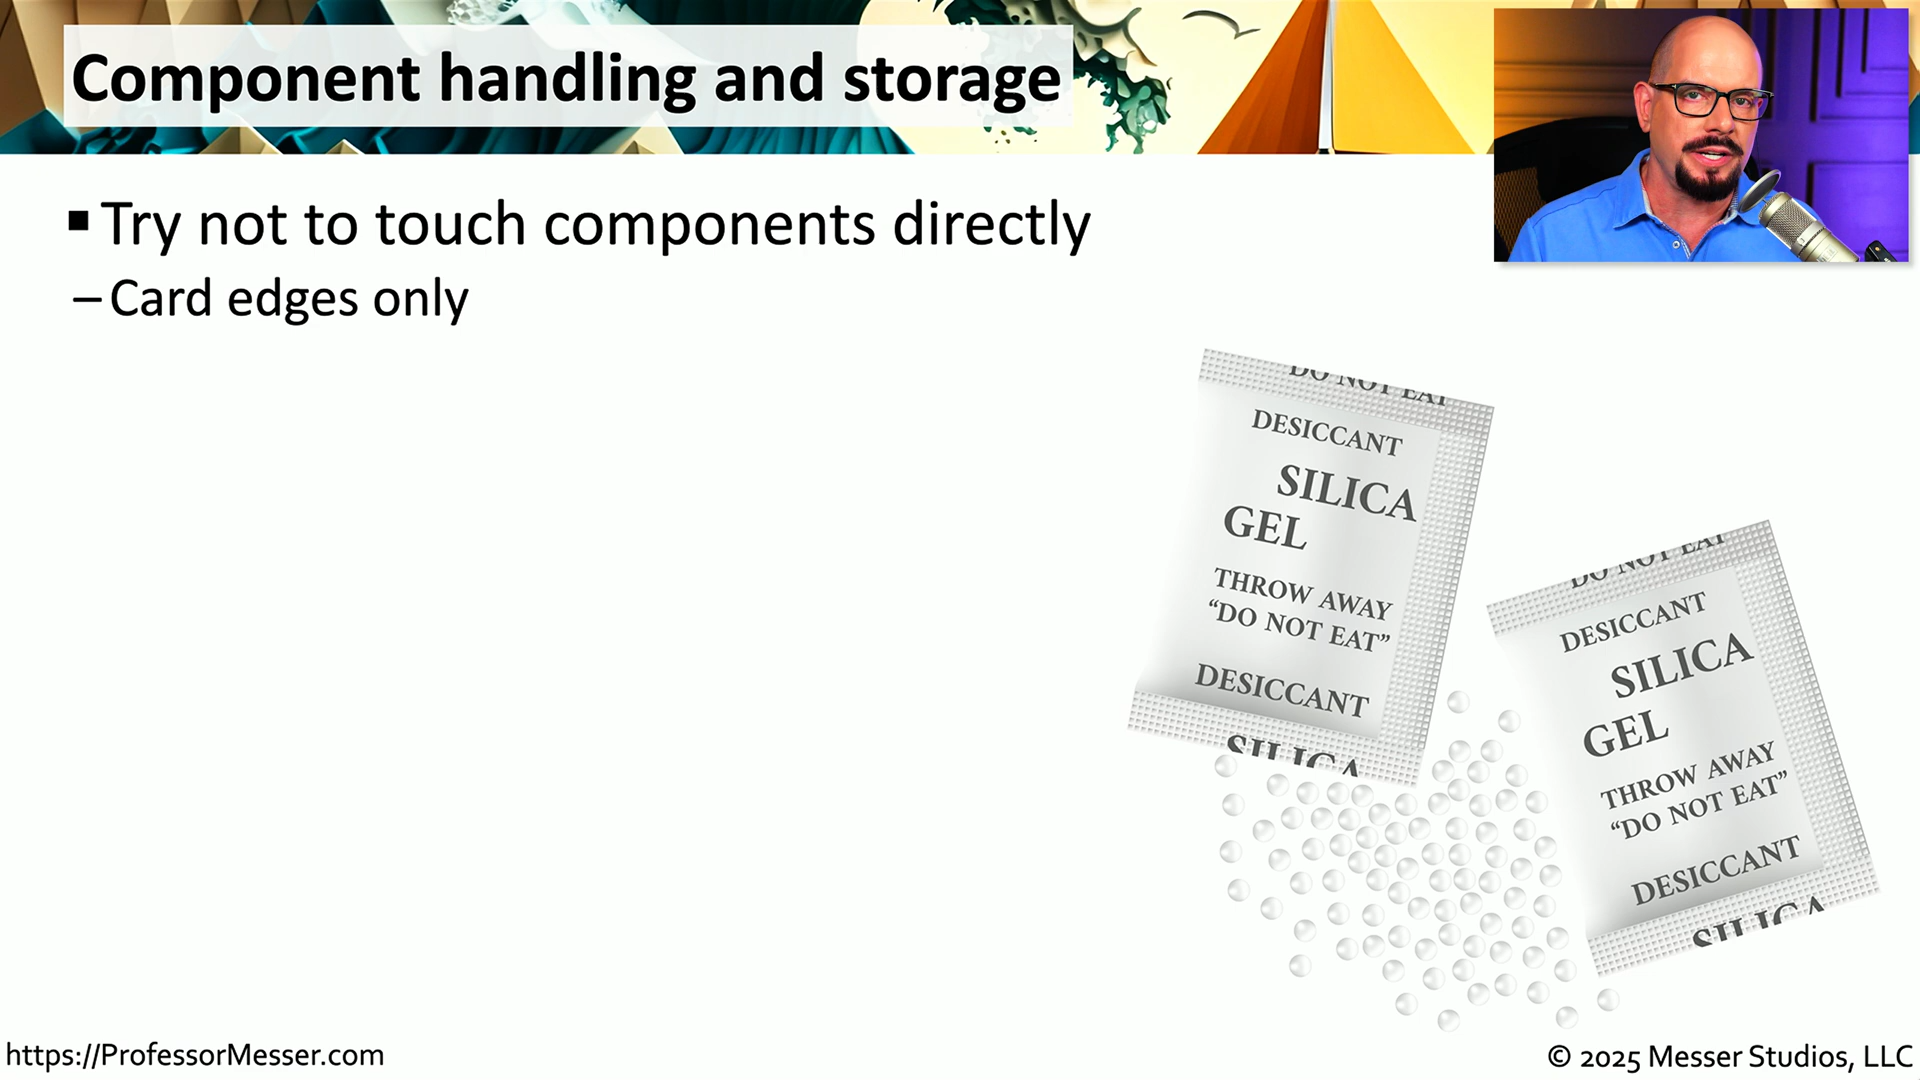 Component handling and storage
▪ Try not to touch components directly
– Card edges only
DO NOT EAT
DESICCANT
SILICA
GEL
THROW AWAY
“DO NOT EAT”
DESICCANT
SILICA
DO NOT EAT
DESICCANT
SILICA
GEL
THROW AWAY
“DO NOT EAT”
DESICCANT
SILICA
https://ProfessorMesser.com
© 2025 Messer Studios, LLC